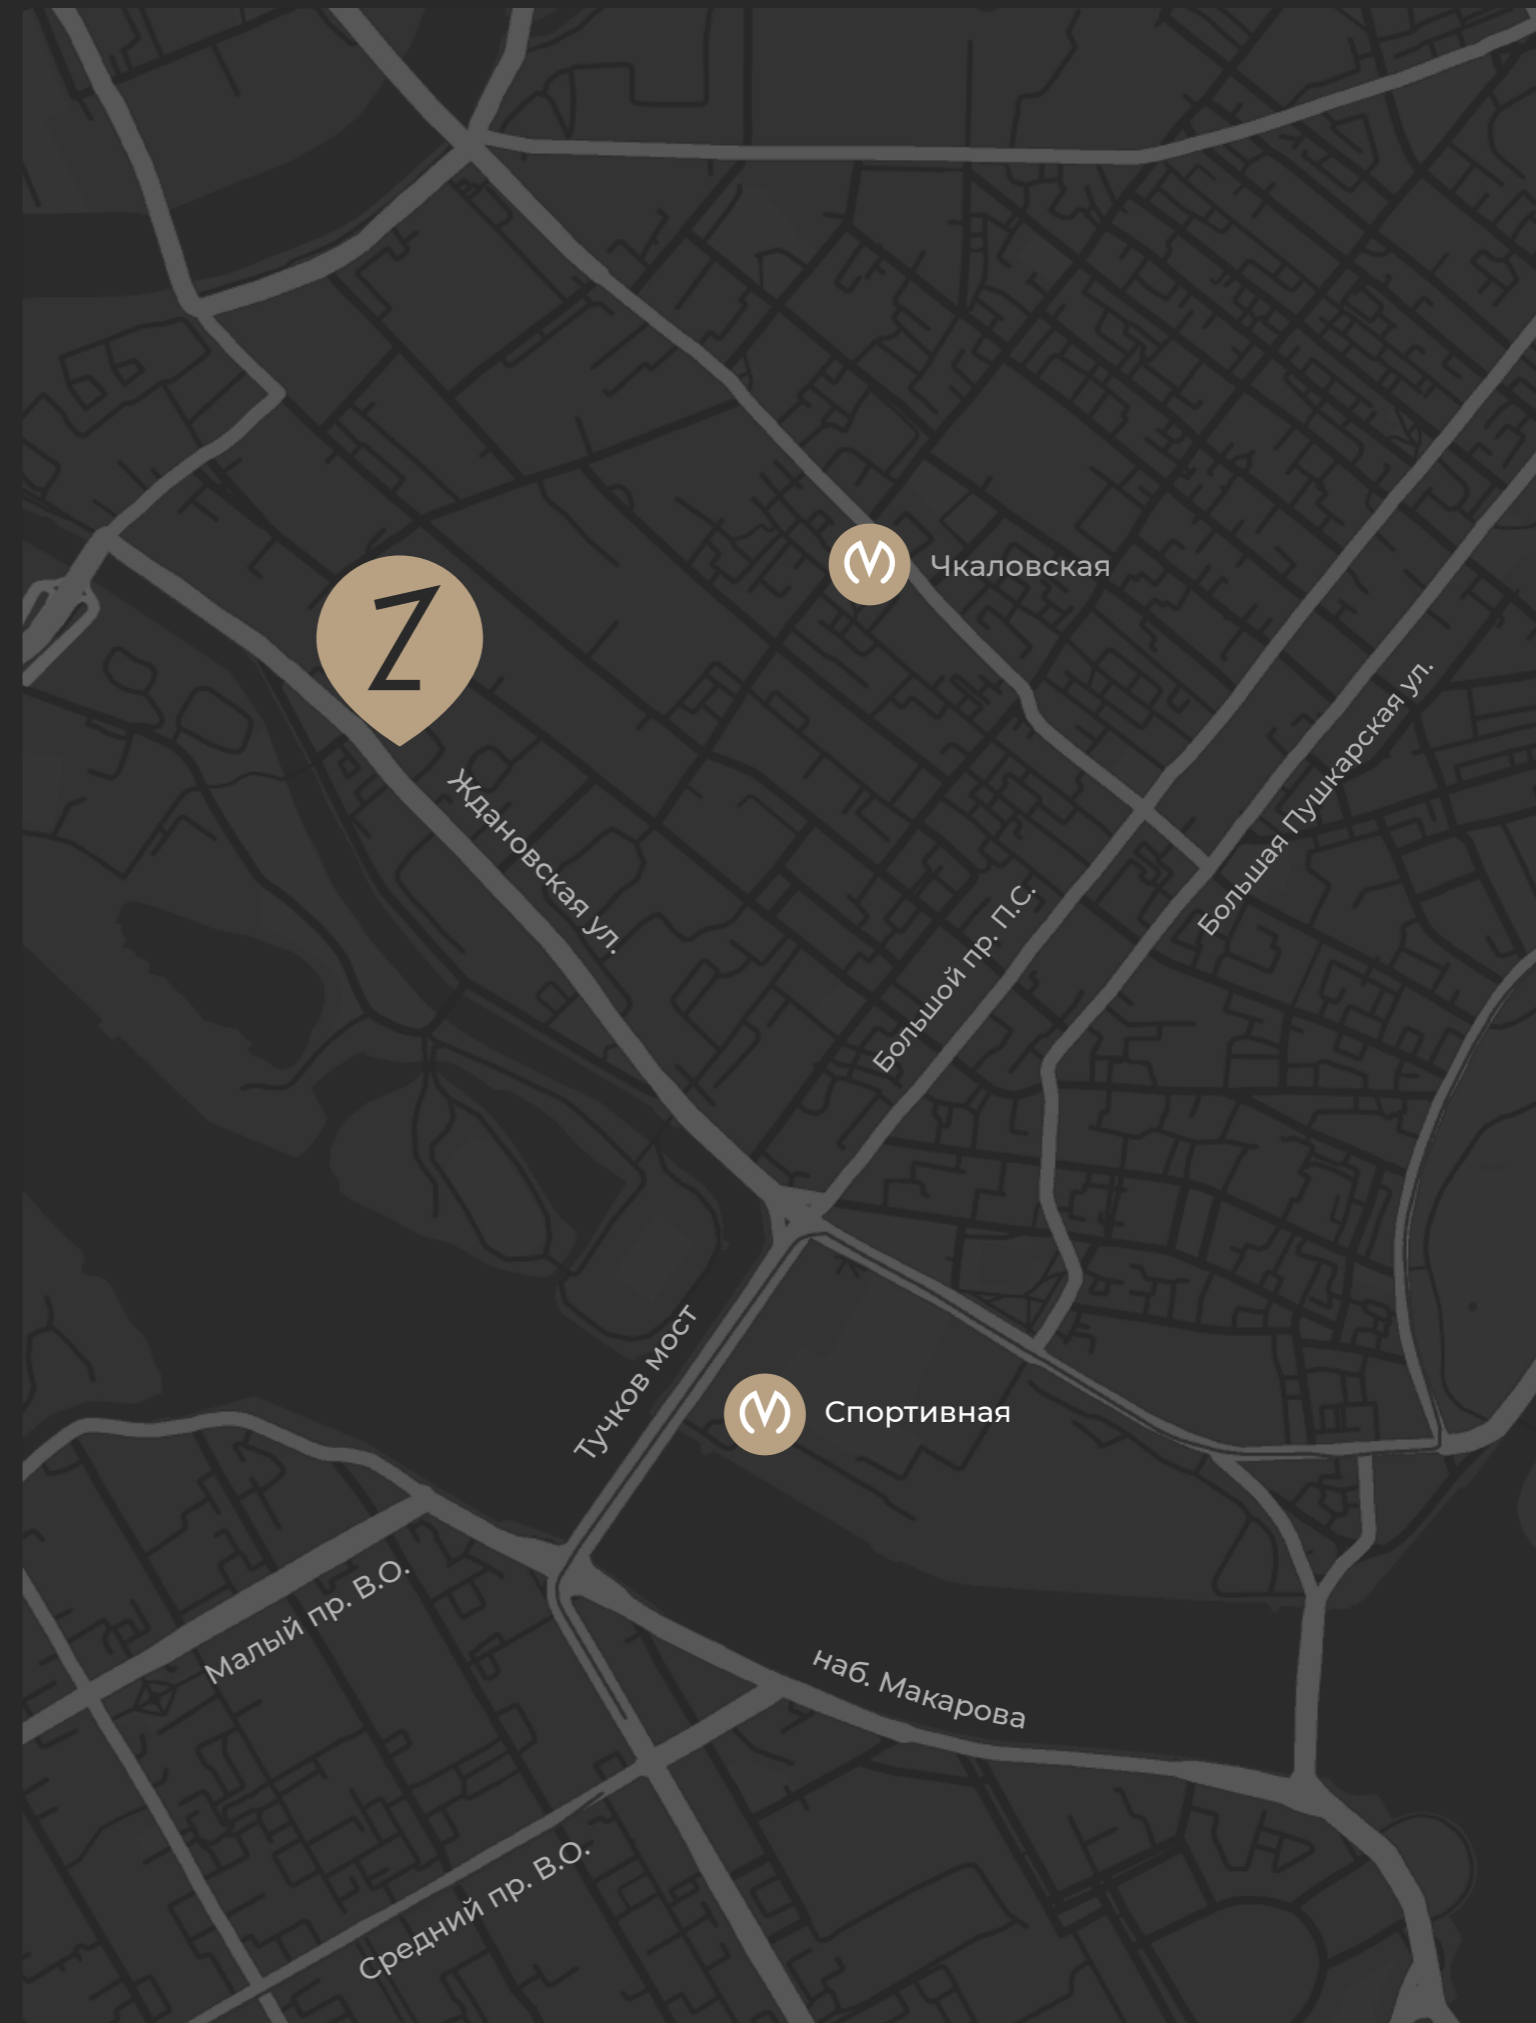 Чкаловская
Z
Большая Пушкарская ул.
Ждановская ул.
Большой пр. П.С.
Тучков мост
Спортивная
Малый пр. В.О.
наб. Макарова
Средний пр. В.О.